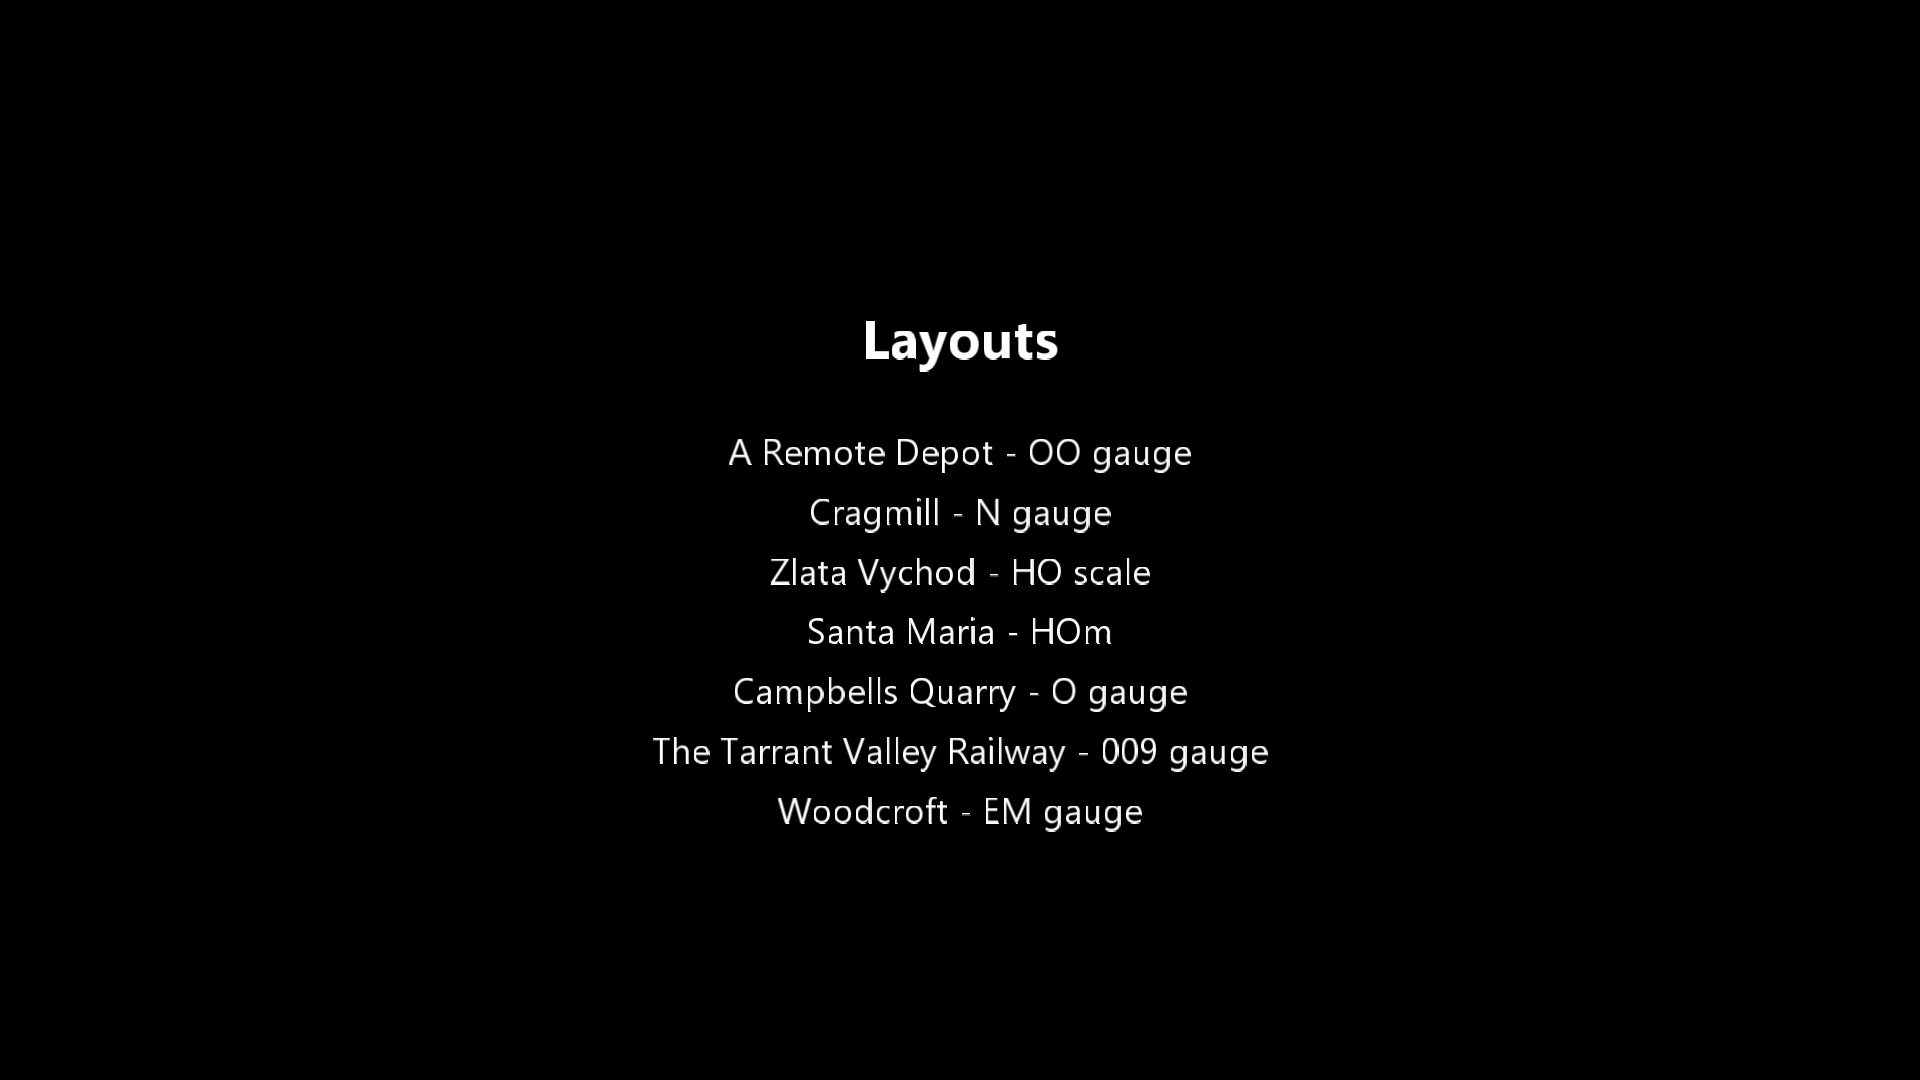 Layouts
A Remote Depot - OO gauge
Cragmill - N gauge
Zlata Vychod - HO scale
Santa Maria - HOm
Campbells Quarry - O gauge
The Tarrant Valley Railway - 009 gauge
Woodcroft - EM gauge